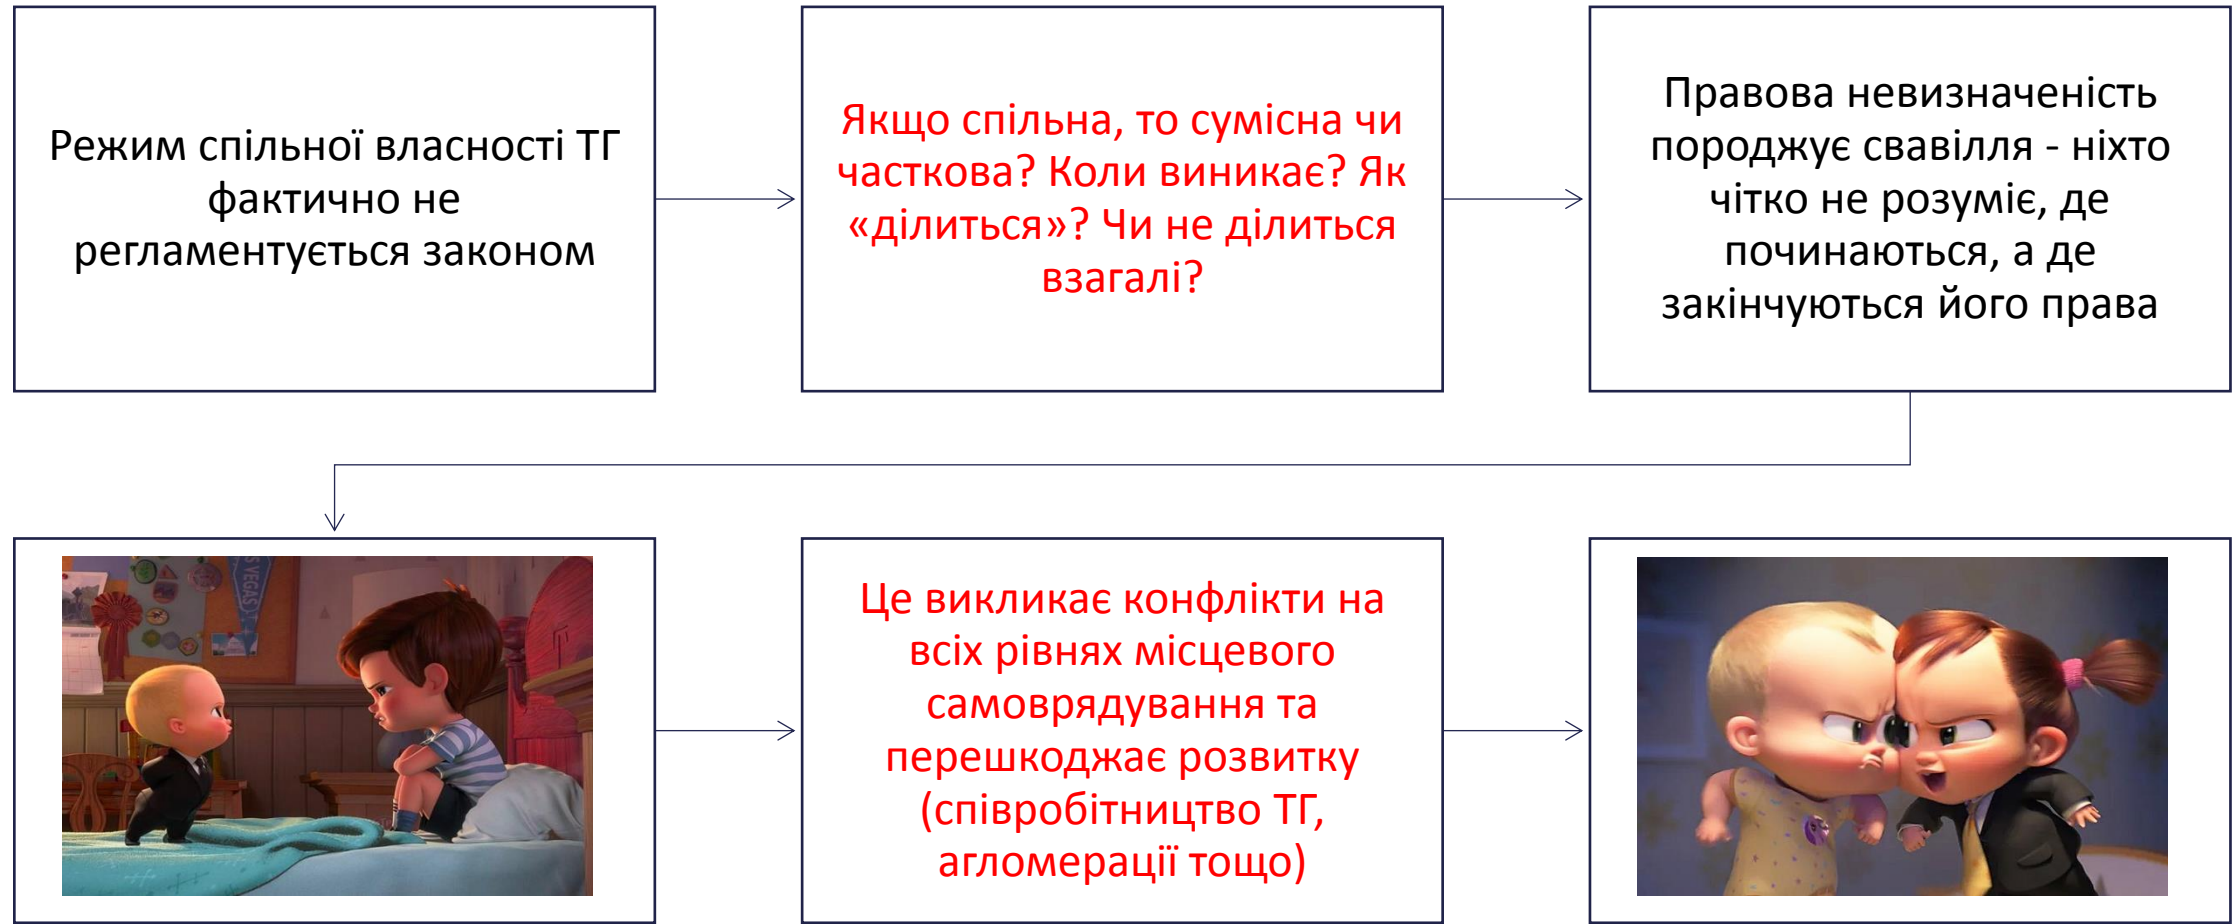 Режим спільної власності ТГ
фактично не
регламентується законом
Якщо спільна, то сумісна чи
часткова? Коли виникає? Як
«ділиться»? Чи не ділиться
взагалі?
Правова невизначеність
породжує свавілля - ніхто
чітко не розуміє, де
починаються, а де
закінчуються його права
S VEGAS
Це викликає конфлікти на
всіх рівнях місцевого
самоврядування та
перешкоджає розвитку
(співробітництво ТГ,
агломерації тощо)